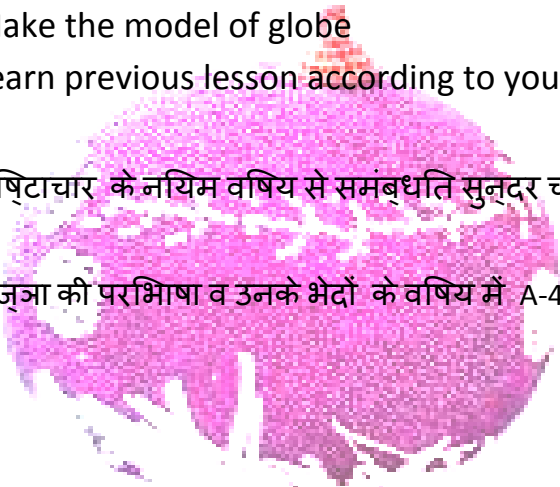 ake the model of globe
earn previous lesson according to you
षि्टाचार के नयिम वषिय से समंब्धति सुन्दर च
ज्ञा की परभिाषा व उनके भेदों के वषिय में A-4